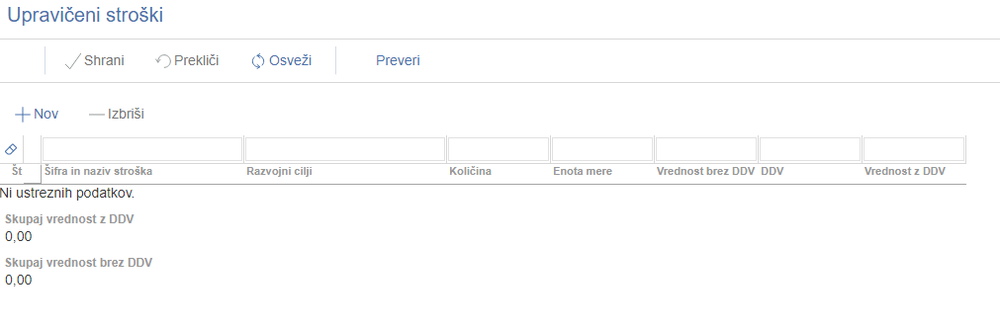 Upravičeni stroški
Shrani Prekliči Osveži Preveri
Nov Izbriši
Št Šifra in naziv stroška Razvojni cilji Količina Enota mere Vrednost brez DDV DDV Vrednost z DDV
Ni ustreznih podatkov.
Skupaj vrednost z DDV
0,00
Skupaj vrednost brez DDV
0,00